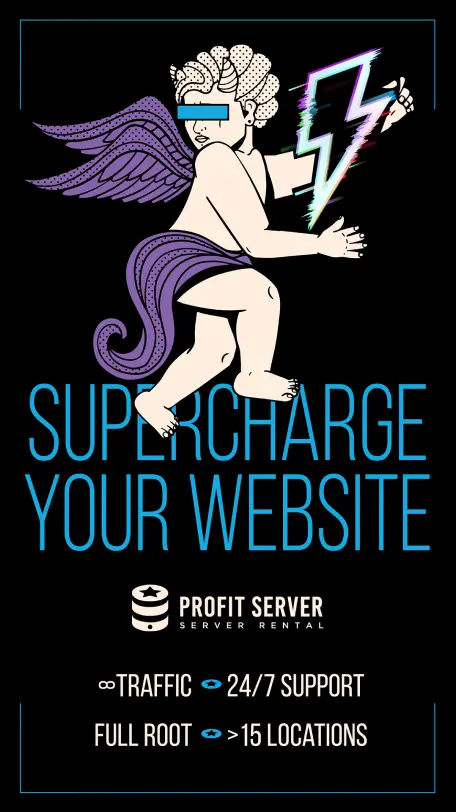 SUPERCHARGE
YOUR WEBSITE
PROFIT SERVER
SERVER RENTAL
∞TRAFFIC 24/7 SUPPORT
FULL ROOT >15 LOCATIONS